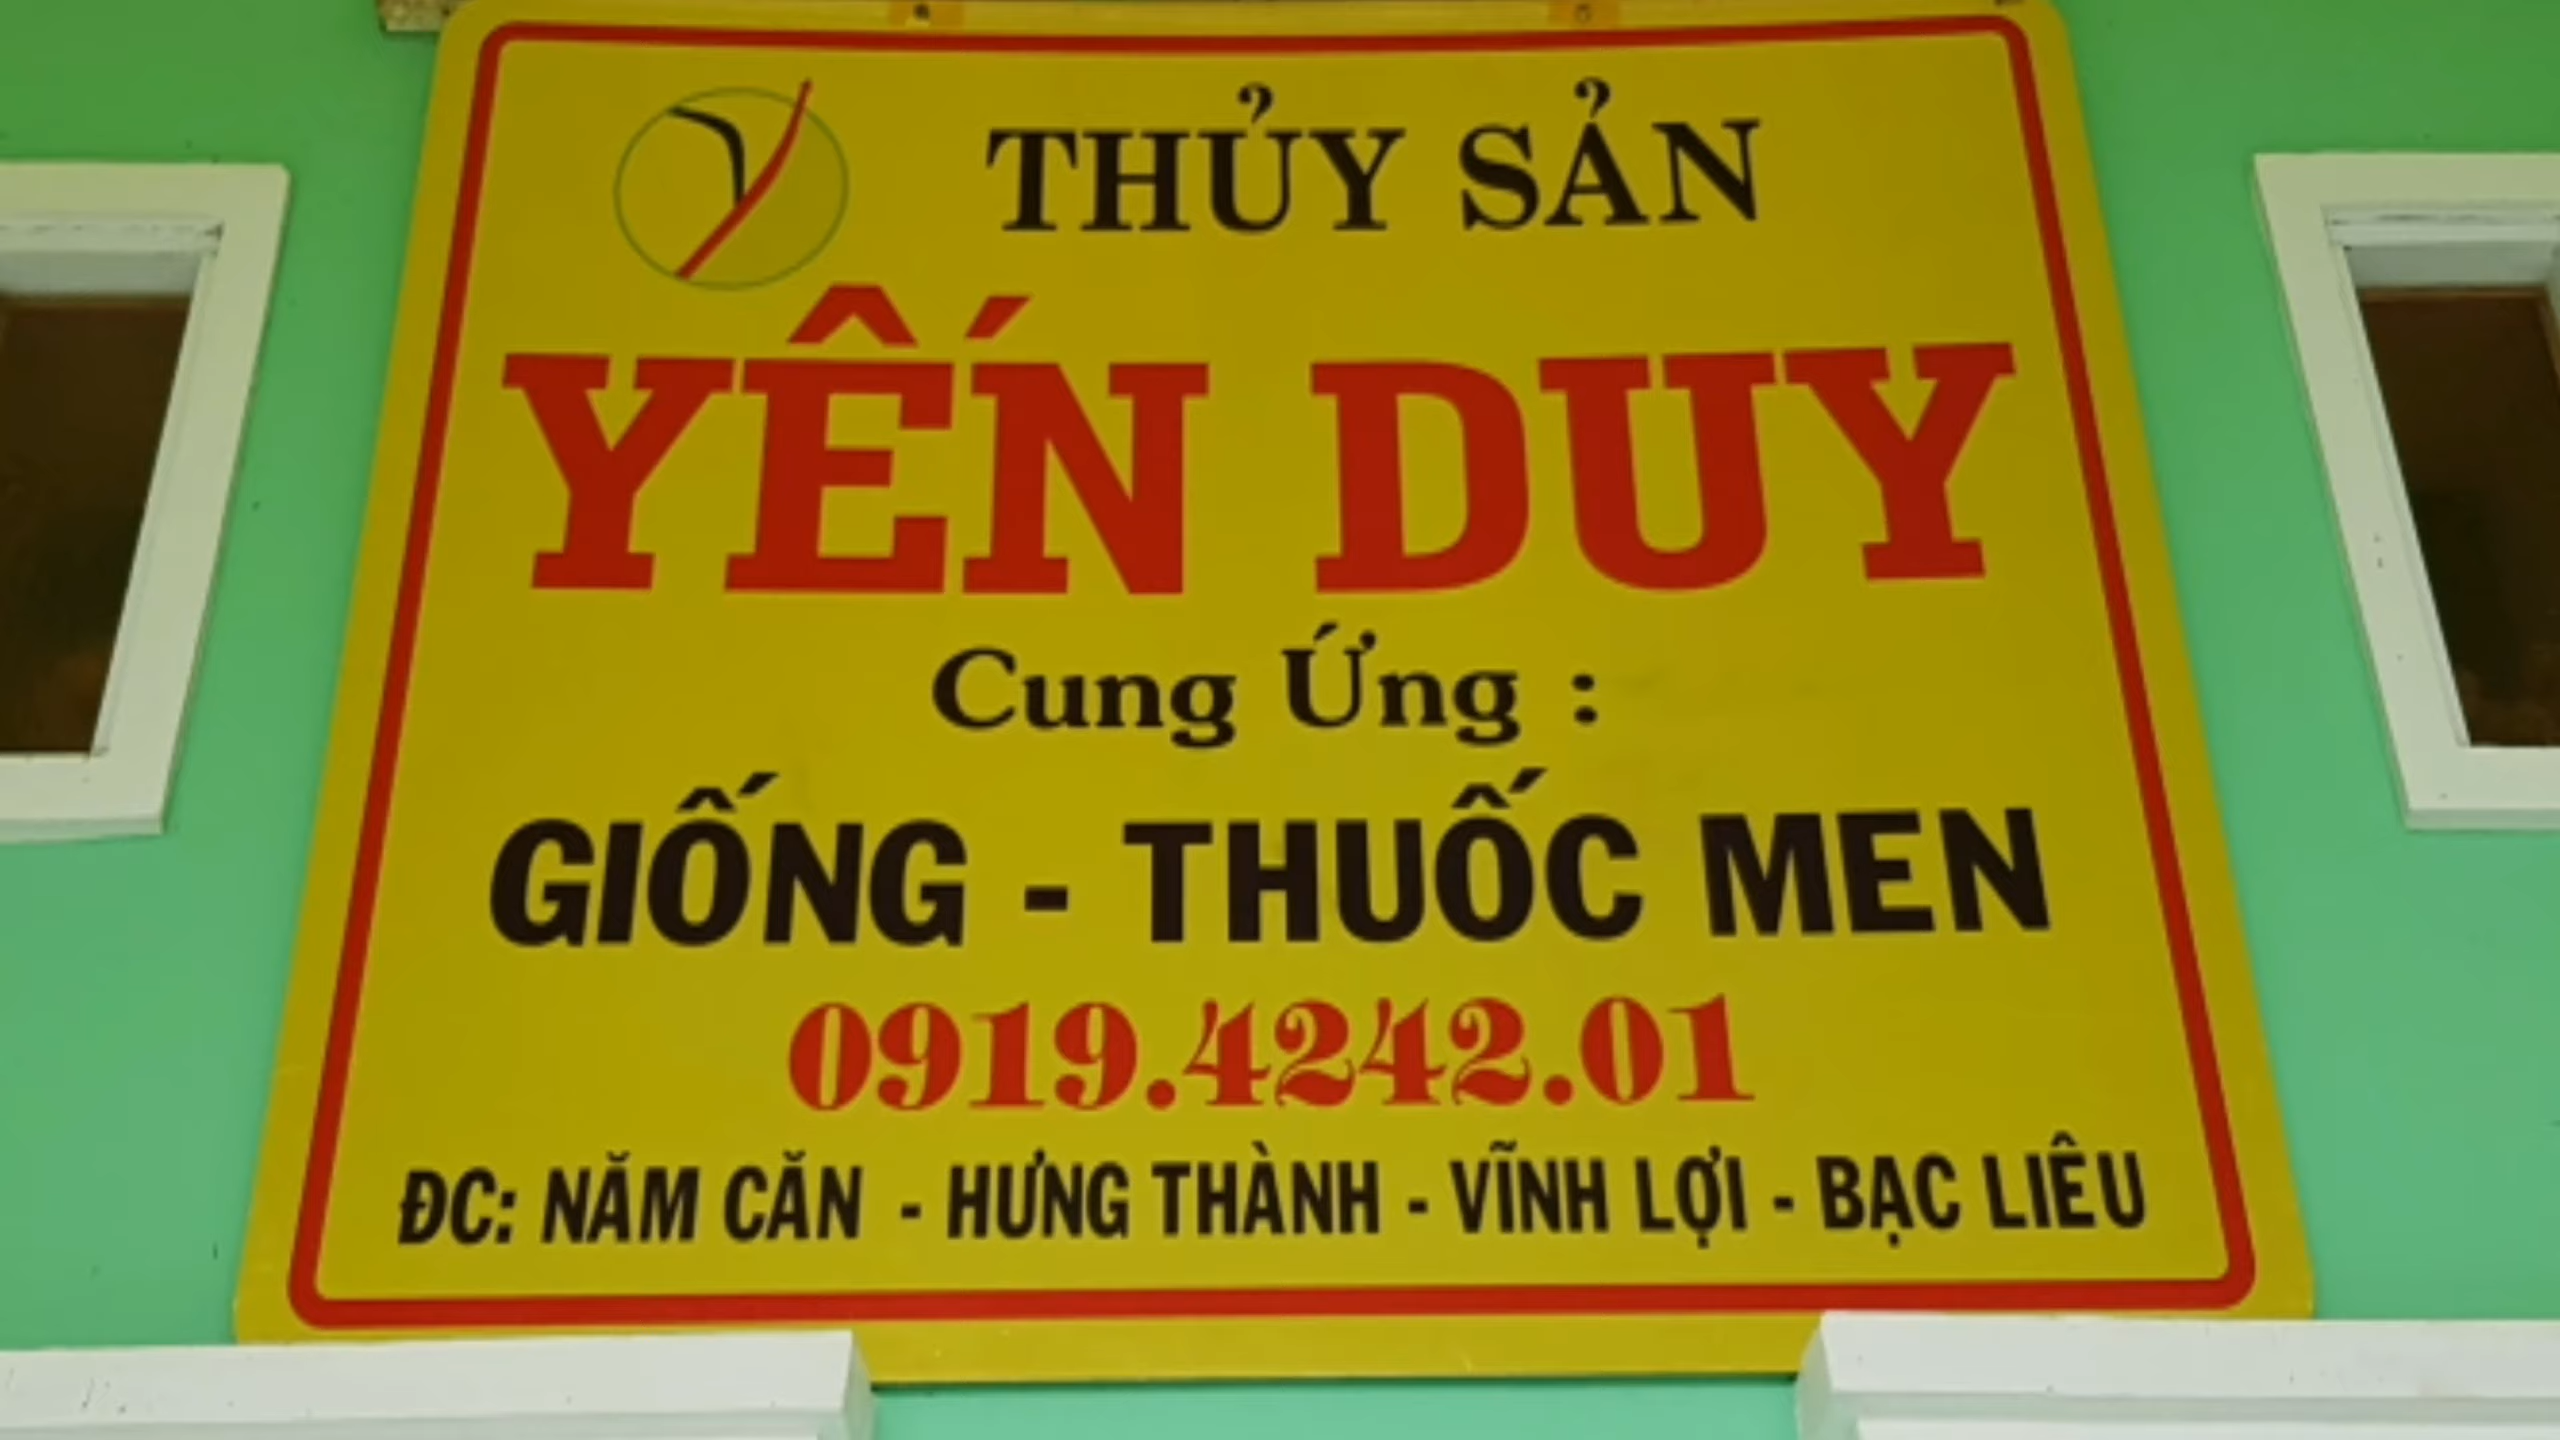 THỦY SẢN
YẾN DUY
Cung Ứng :
GIỐNG - THUỐC MEN
0919.4242.01
ĐC: NĂM CĂN - HƯNG THÀNH - VĨNH LỢI - BẠC LIÊU